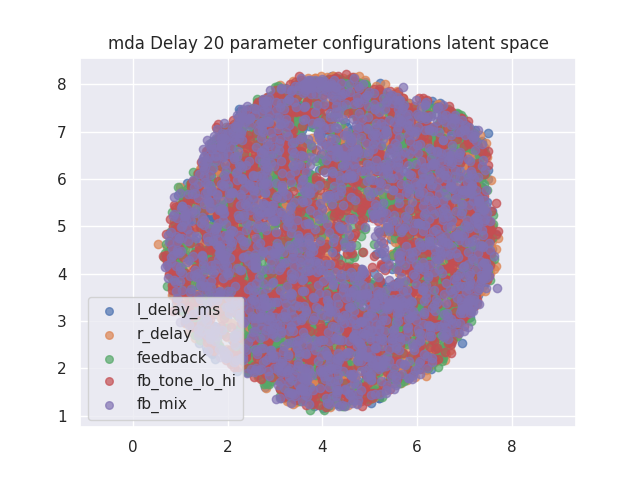 mda Delay 20 parameter configurations latent space
8
7
6
5
4
3
2
1
0 2 4 6 8
l_delay_ms
r_delay
feedback
fb_tone_lo_hi
fb_mix